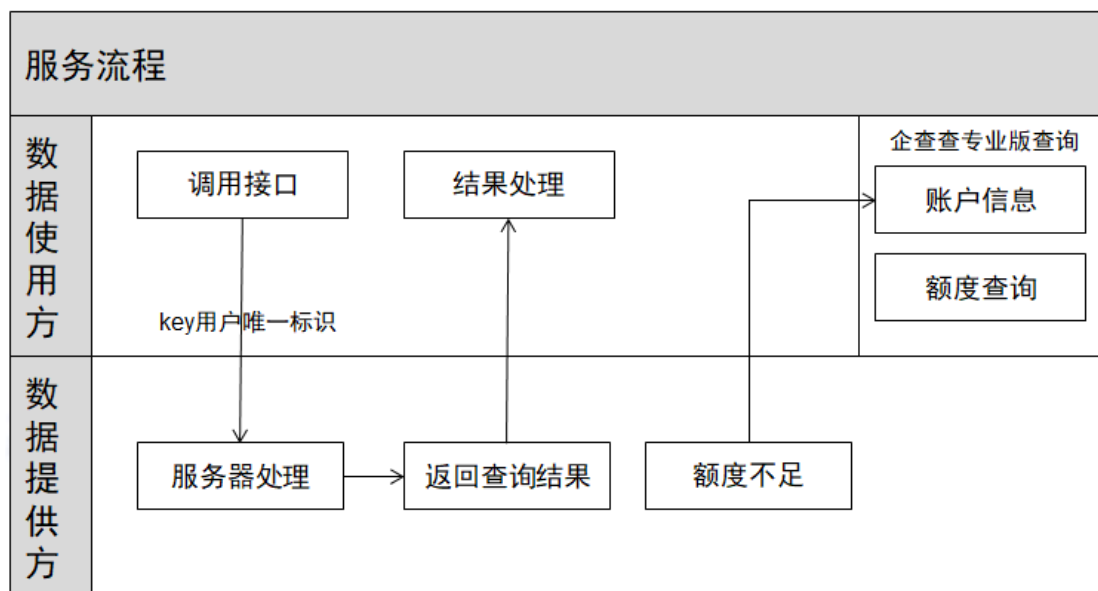 服务流程
数据使用方
调用接口
结果处理
企查查专业版查询
账户信息
额度查询
key用户唯一标识
数据提供方
服务器处理
返回查询结果
额度不足